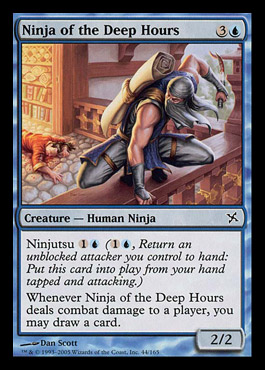 Ninja of the Deep Hours 3
Creature — Human Ninja
Ninjutsu 1 (1, Return an
unblocked attacker you control to hand:
Put this card into play from your hand
tapped and attacking.)
Whenever Ninja of the Deep Hours
deals combat damage to a player, you
may draw a card.
Dan Scott
™ & © 1993–2005 Wizards of the Coast, Inc. 44/165
2/2